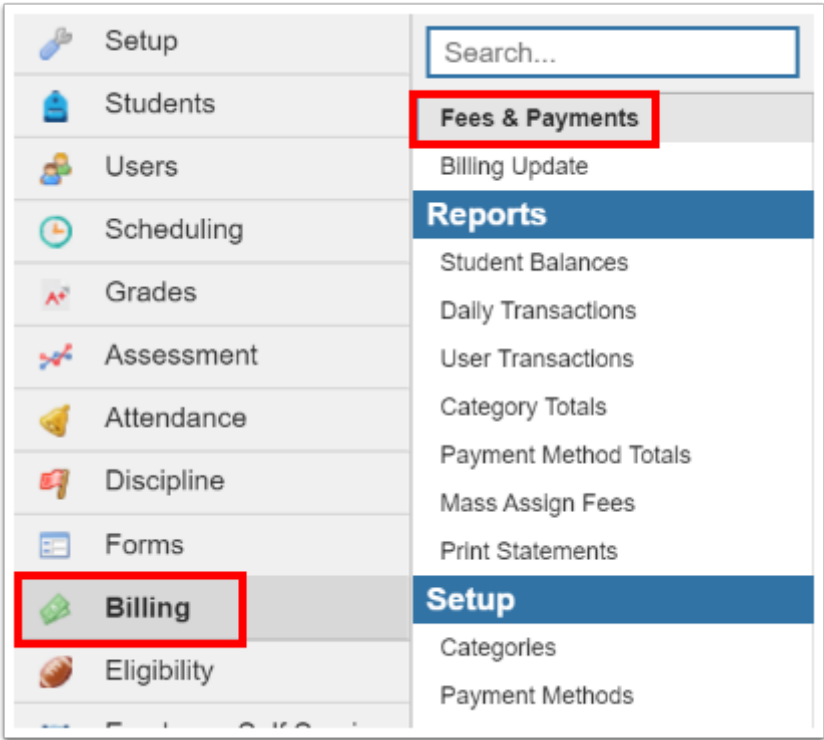 Setup
Students
Users
Scheduling
Grades
Assessment
Attendance
Discipline
Forms
Billing
Eligibility
Search...
Fees & Payments
Billing Update
Reports
Student Balances
Daily Transactions
User Transactions
Category Totals
Payment Method Totals
Mass Assign Fees
Print Statements
Setup
Categories
Payment Methods